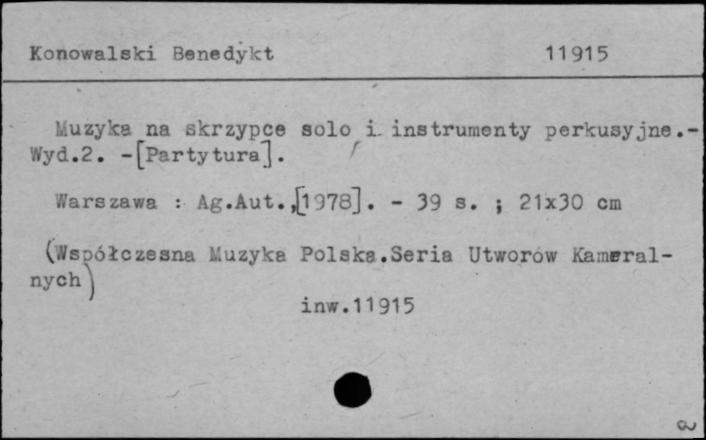 Konowalski Benedykt 11915
Muzyka na skrzypce solo i instrumenty perkusyjne.-
Wyd.2. -[Partytura].
Warszawa : Ag.Aut.,[1978]. - 39 s. ; 21x30 cm
(Współczesna Muzyka Polska.Seria Utworów Kameral-
nych)
inw.11915